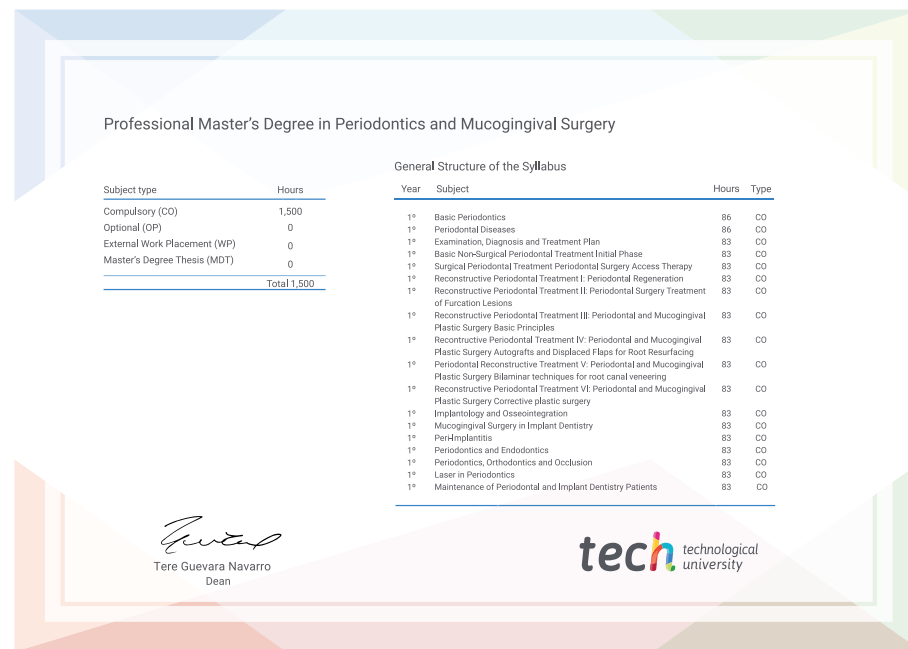 Professional Master's Degree in Periodontics and Mucogingival Surgery
Subject type Hours
Compulsory (CO) 1,500
Optional (OP) 0
External Work Placement (WP) 0
Master's Degree Thesis (MDT) 0
Total 1,500
General Structure of the Syllabus
Year Subject Hours Type
1º Basic Periodontics 86 CO
1º Periodontal Diseases 86 CO
1º Examination, Diagnosis and Treatment Plan 83 CO
1º Basic Non-Surgical Periodontal Treatment Initial Phase 83 CO
1º Surgical Periodontal Treatment Periodontal Surgery Access Therapy 83 CO
1º Reconstructive Periodontal Treatment I: Periodontal Regeneration 83 CO
1º Reconstructive Periodontal Treatment II: Periodontal Surgery Treatment 83 CO
of Furcation Lesions
1º Reconstructive Periodontal Treatment III: Periodontal and Mucogingival 83 CO
Plastic Surgery Basic Principles
1º Recontructive Periodontal Treatment IV: Periodontal and Mucogingival 83 CO
Plastic Surgery Autografts and Displaced Flaps for Root Resurfacing
1º Periodontal Reconstructive Treatment V: Periodontal and Mucogingival 83 CO
Plastic Surgery Bilaminar techniques for root canal veneering
1º Reconstructive Periodontal Treatment VI: Periodontal and Mucogingival 83 CO
Plastic Surgery Corrective plastic surgery
1º Implantology and Osseointegration 83 CO
1º Mucogingival Surgery in Implant Dentistry 83 CO
1º Peri-Implantitis 83 CO
1º Periodontics and Endodontics 83 CO
1º Periodontics, Orthodontics and Occlusion 83 CO
1º Laser in Periodontics 83 CO
1º Maintenance of Periodontal and Implant Dentistry Patients 83 CO
Tere Guevara Navarro
Dean
tech technological
university